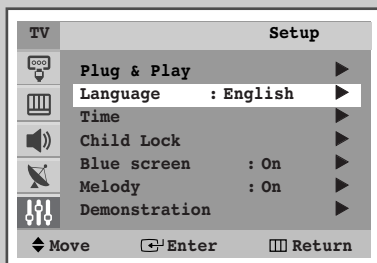 TV Setup
Plug & Play
Language : English
Time
Child Lock
Blue screen : On
Melody : On
Demonstration
Move Enter Return